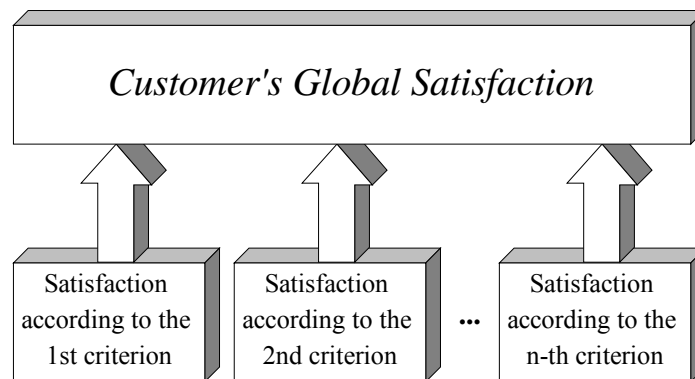 Customer's Global Satisfaction
Satisfaction
according to the
1st criterion
Satisfaction
according to the
2nd criterion
...
Satisfaction
according to the
n-th criterion